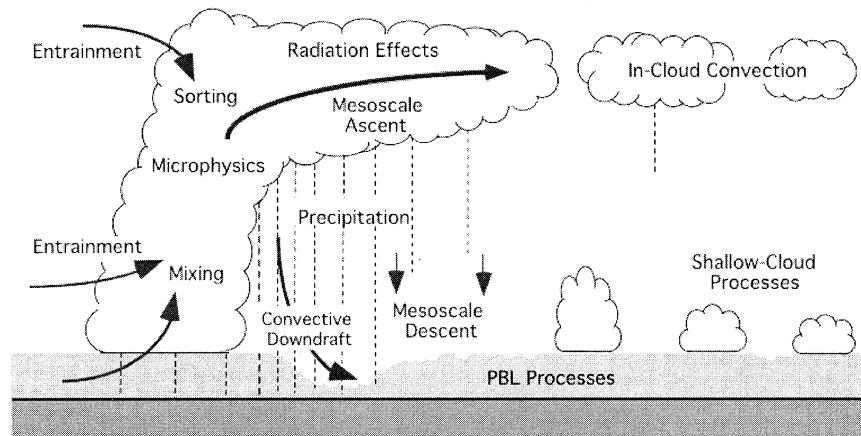 Entrainment
Radiation Effects
In-Cloud Convection
Sorting
Mesoscale
Ascent
Microphysics
Precipitation
Entrainment
Mixing
Shallow-Cloud
Processes
Convective
Downdraft
Mesoscale
Descent
PBL Processes